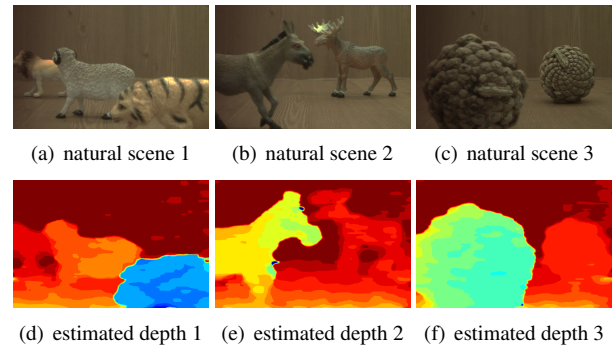 (a) natural scene 1
(b) natural scene 2
(c) natural scene 3
(d) estimated depth 1
(e) estimated depth 2
(f) estimated depth 3